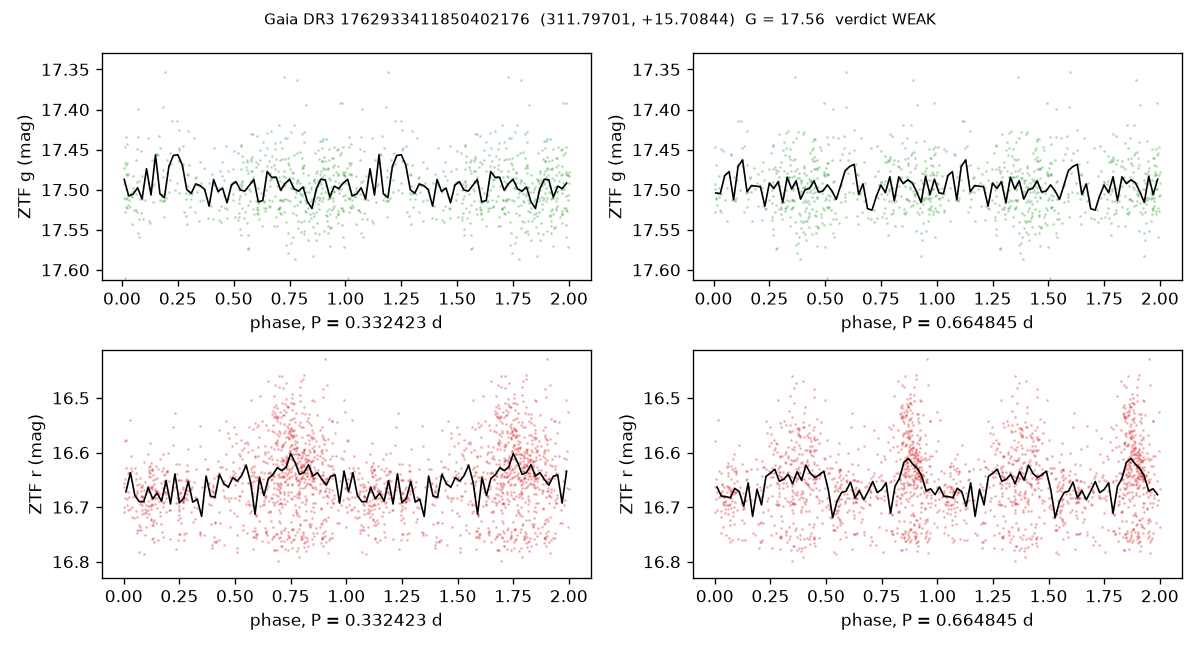 Gaia DR3 1762933411850402176 (311.79701, +15.70844) G = 17.56 verdict WEAK
ZTF g (mag)
17.35
17.40
17.45
17.50
17.55
17.60
0.00 0.25 0.50 0.75 1.00 1.25 1.50 1.75 2.00
phase, P = 0.332423 d
ZTF g (mag)
17.35
17.40
17.45
17.50
17.55
17.60
0.00 0.25 0.50 0.75 1.00 1.25 1.50 1.75 2.00
phase, P = 0.664845 d
ZTF r (mag)
16.5
16.6
16.7
16.8
0.00 0.25 0.50 0.75 1.00 1.25 1.50 1.75 2.00
phase, P = 0.332423 d
ZTF r (mag)
16.5
16.6
16.7
16.8
0.00 0.25 0.50 0.75 1.00 1.25 1.50 1.75 2.00
phase, P = 0.664845 d